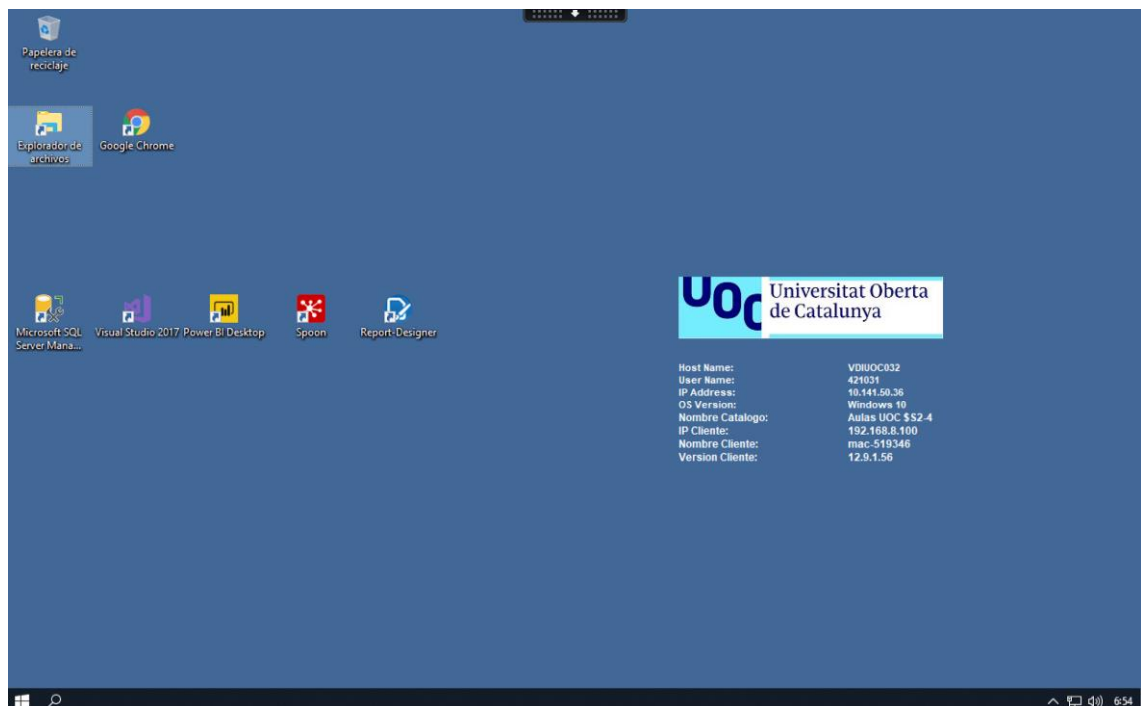 Papelera de
reciclaje
Explorador de
archivos
Google Chrome
Microsoft SQL
Server Mana...
Visual Studio 2017
Power BI Desktop
Spoon
Report-Designer
UOC
Universitat Oberta
de Catalunya
Host Name: VDIUOC032
User Name: 421031
IP Address: 10.141.50.36
OS Version: Windows 10
Nombre Catalogo: Aulas UOC $S2-4
IP Cliente: 192.168.8.100
Nombre Cliente: mac-519346
Version Cliente: 12.9.1.56
6:54